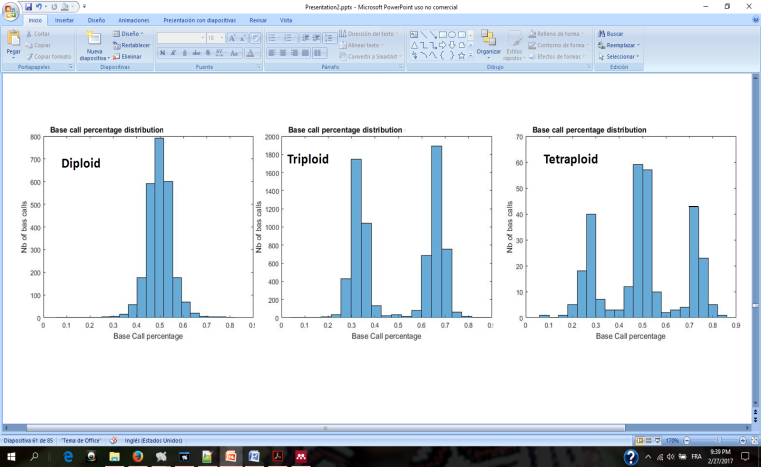 Presentation2.pptx - Microsoft PowerPoint uso no comercial
Inicio Insertar Diseño Animaciones Presentación con diapositivas Revisar Vista
Pegar
Cortar
Copiar
Copiar formato
Portapapeles
Nueva diapositiva
Diseño
Restablecer
Eliminar
Diapositivas
18
Fuente
Dirección del texto
Alinear texto
Convertir a SmartArt
Párrafo
Organizar
Estilos rápidos
Relleno de forma
Contorno de forma
Efectos de formas
Dibujo
Buscar
Reemplazar
Seleccionar
Edición
Base call percentage distribution
Diploid
Nb of bas calls
800
700
600
500
400
300
200
100
0
0 0.1 0.2 0.3 0.4 0.5 0.6 0.7 0.8
Base Call percentage
Base call percentage distribution
Triploid
Nb of bas calls
2000
1800
1600
1400
1200
1000
800
600
400
200
0
0 0.1 0.2 0.3 0.4 0.5 0.6 0.7 0.8
Base Call percentage
Base call percentage distribution
Tetraploid
Nb of bas calls
70
60
50
40
30
20
10
0
0 0.1 0.2 0.3 0.4 0.5 0.6 0.7 0.8 0.9
Base Call percentage
Diapositiva 61 de 85 "Tema de Office" Inglés (Estados Unidos) 170%
FRA
9:39 PM
2/27/2017